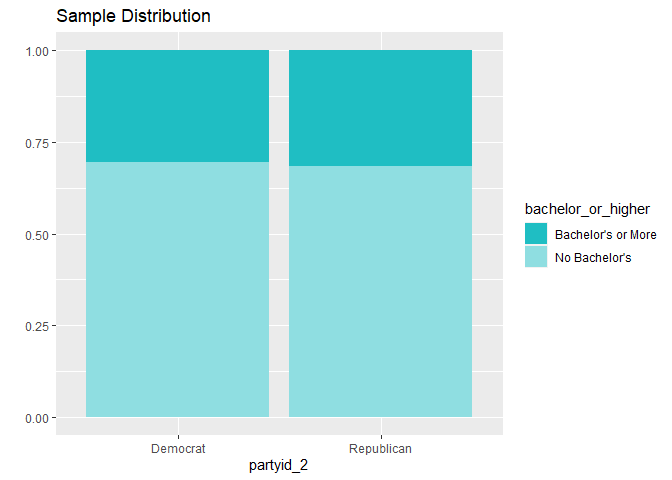 Sample Distribution
1.00
0.75
0.50
0.25
0.00
Democrat
Republican
partyid_2
bachelor_or_higher
Bachelor's or More
No Bachelor's